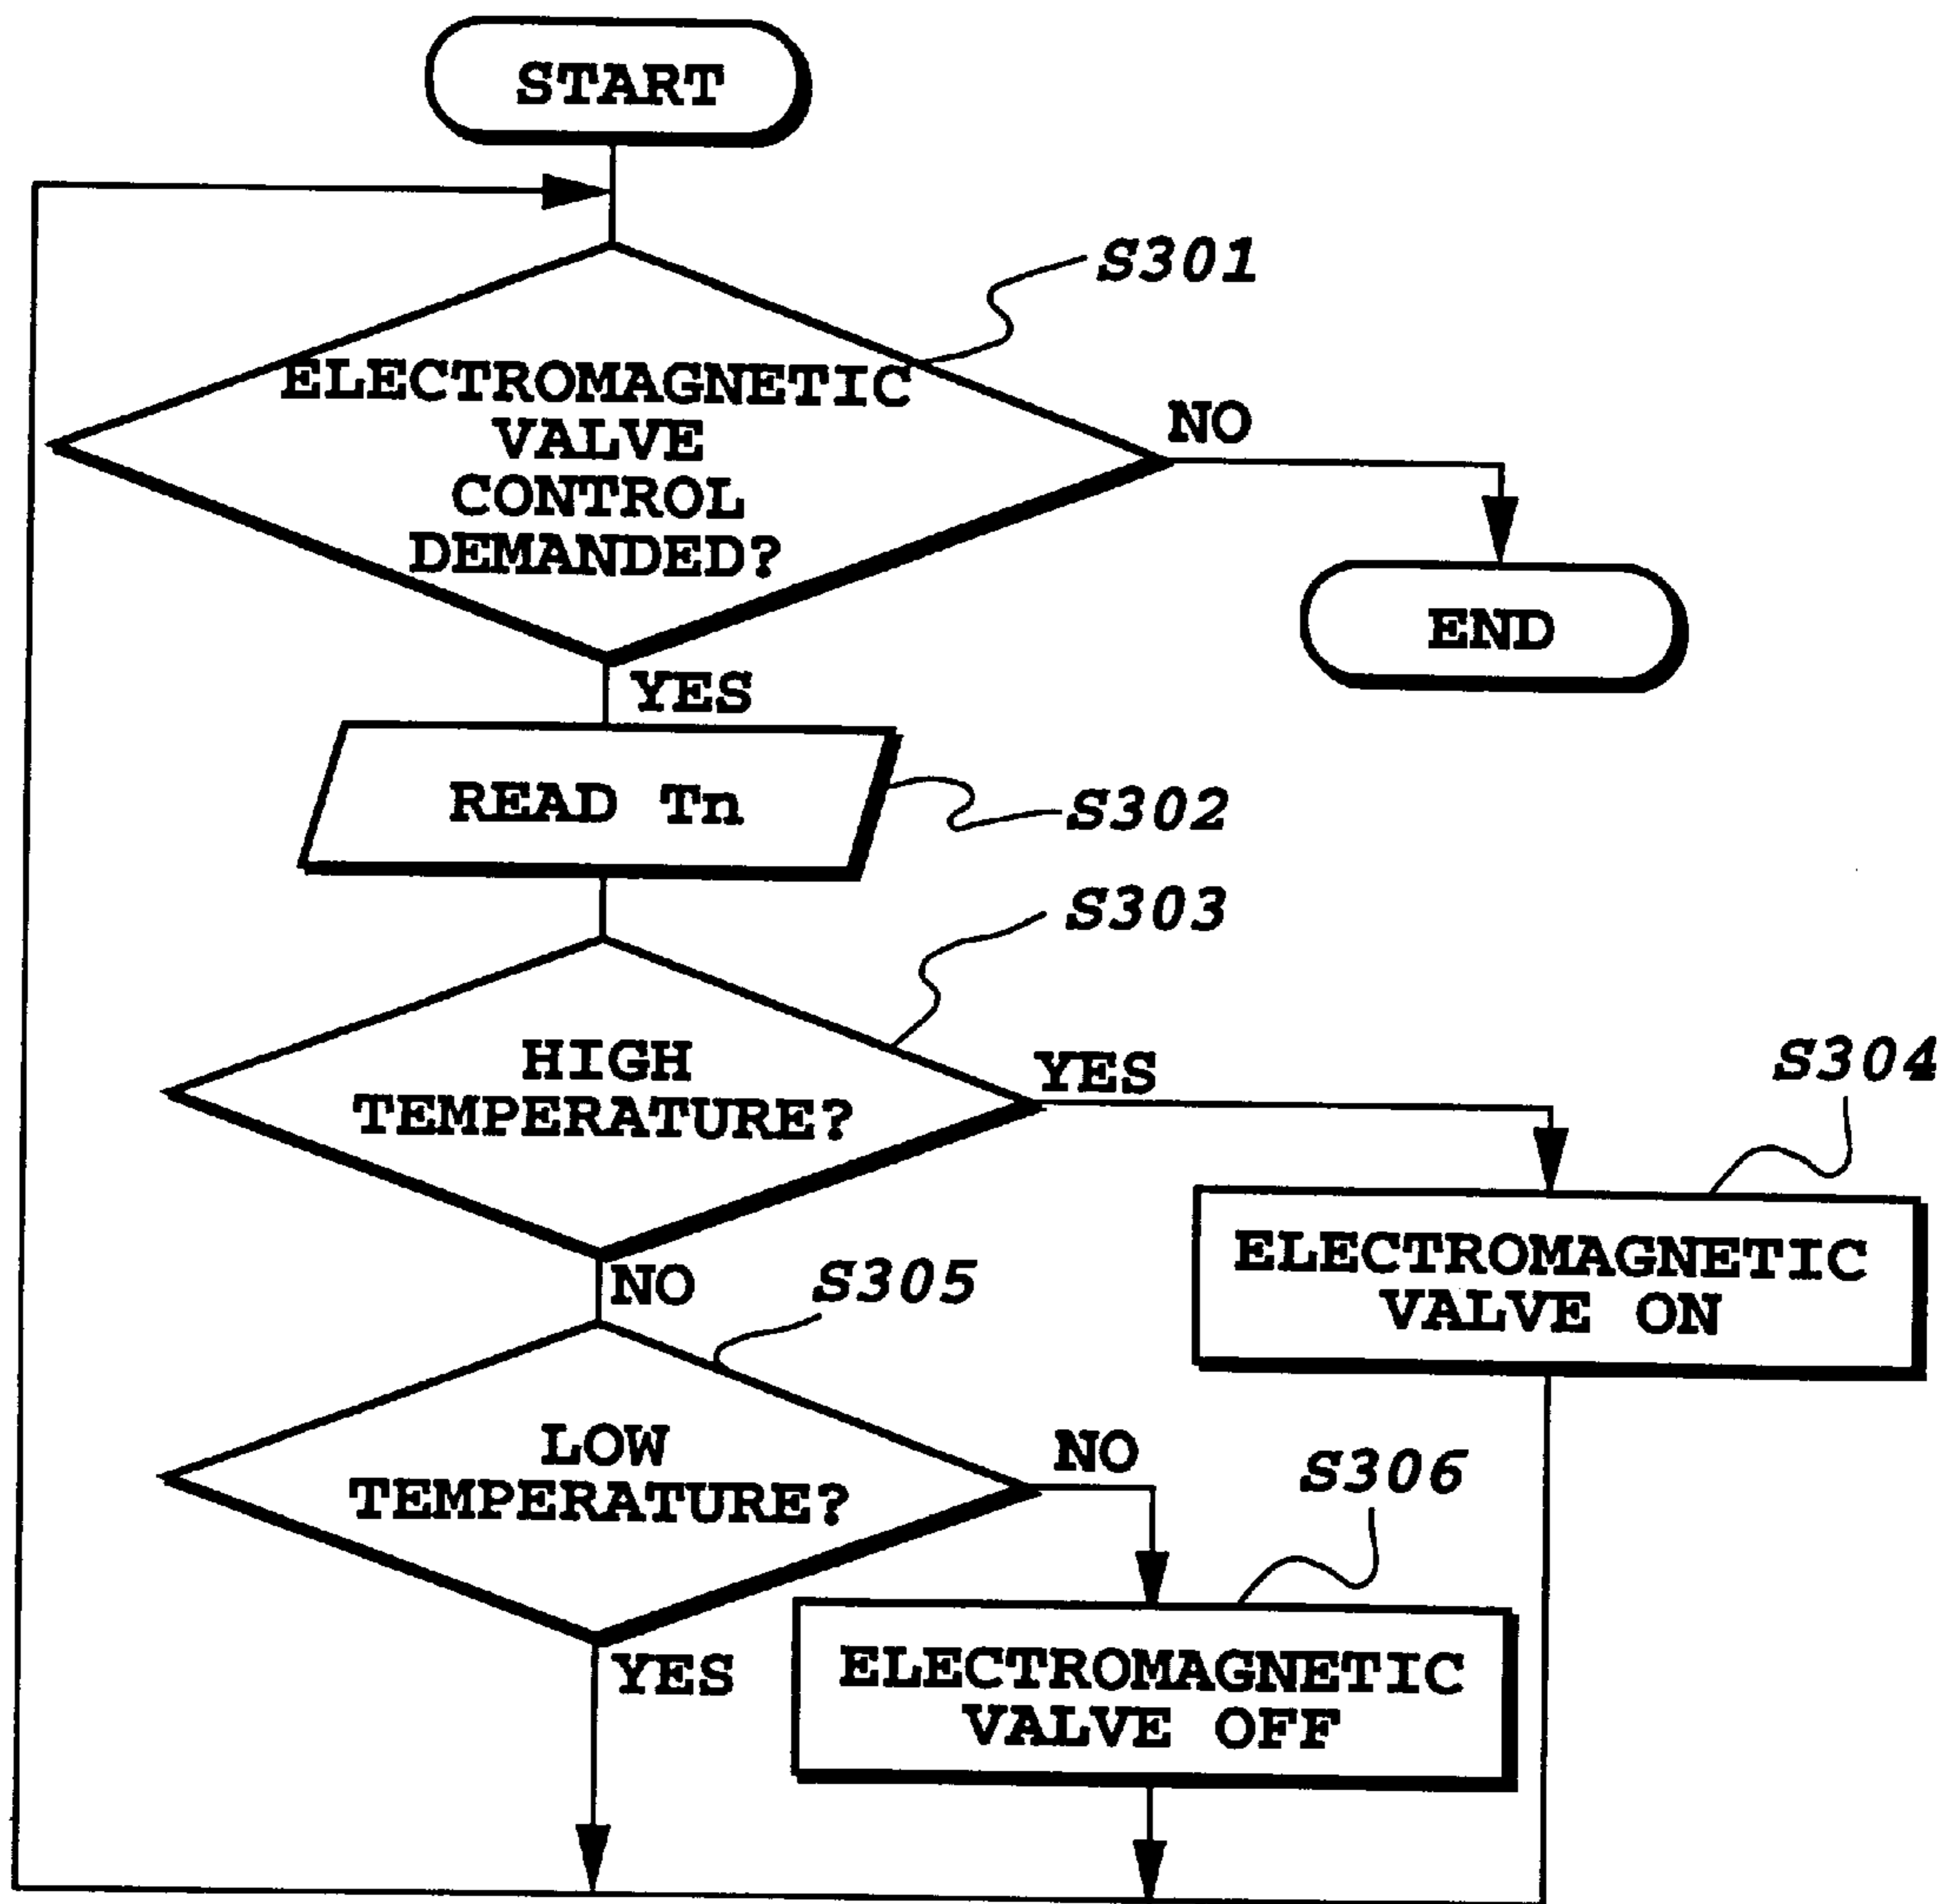 START
S301
ELECTROMAGNETIC
VALVE
CONTROL
DEMANDED?
NO
END
YES
READ Tn
S302
S303
HIGH
TEMPERATURE?
YES
S304
ELECTROMAGNETIC
VALVE ON
NO
S305
LOW
TEMPERATURE?
NO
S306
ELECTROMAGNETIC
VALVE OFF
YES